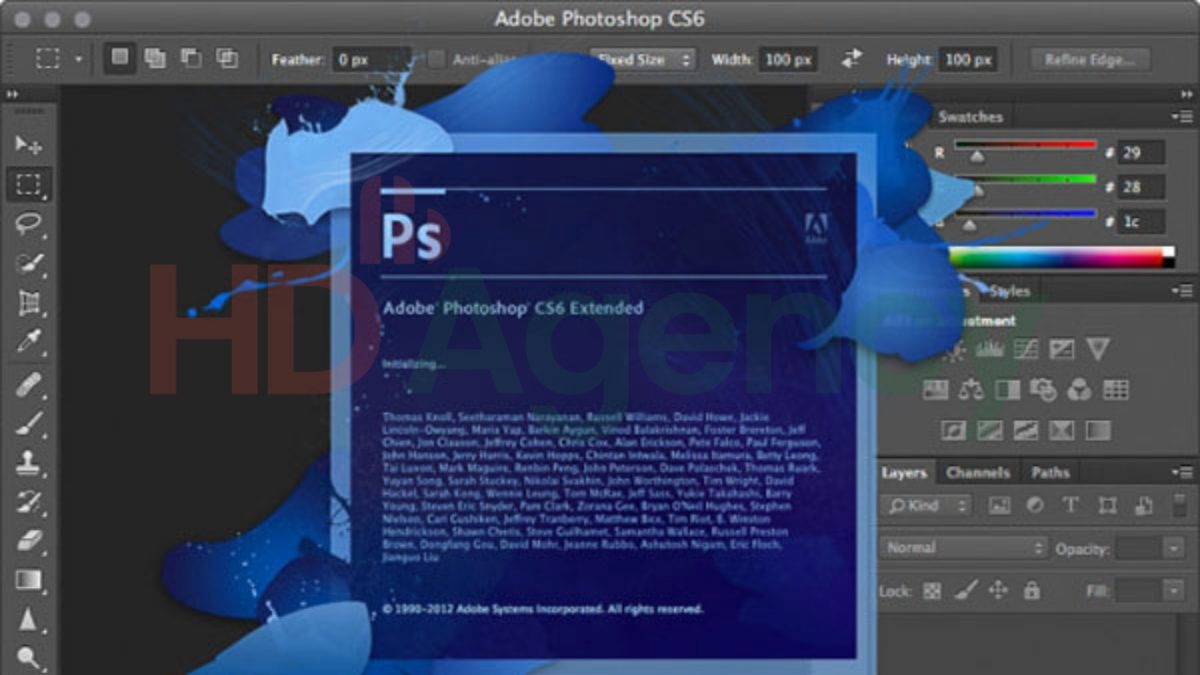 Adobe Photoshop CS6
Feather: 0 px Anti-alias Fixed Size Width: 100 px Height: 100 px Refine Edge...
Swatches
R # 29
# 28
# 1c
Ps
Adobe
Adobe® Photoshop® CS6 Extended
Styles
HD Agency
Initializing...
Thomas Knoll, Seetharaman Narayanan, Russell Williams, David Howe, Jackie
Lincoln-Owyang, Maria Yap, Barkin Aygun, Vinod Balakrishnan, Foster Brereton, Jeff
Chien, Jon Clauson, Jeffrey Cohen, Chris Cox, Alan Erickson, Pete Falco, Paul Ferguson,
John Hanson, Jerry Harris, Kevin Hopps, Chintan Intwala, Melissa Itamura, Betty Leong,
Tai Luxon, Mark Maguire, Renbin Peng, John Peterson, Dave Polaschek, Thomas Ruark,
Yuyan Song, Sarah Stuckey, Nikolai Svakhin, John Worthington, Tim Wright, David
Hackel, Sarah Kong, Wennie Leung, Tom McRae, Jeff Sass, Yukie Takahashi, Barry
Young, Steven Eric Snyder, Pam Clark, Zorana Gee, Bryan O'Neil Hughes, Stephen
Nielson, Cari Gushiken, Jeffrey Tranberry, Matthew Bice, Tim Riot, B. Winston
Hendrickson, Shawn Cheris, Steve Guilhamet, Samantha Wallace, Russell Preston
Brown, Dongfang Gou, David Mohr, Jeanne Rubbo, Ashutosh Nigam, Eric Floch,
Jianguo Liu
© 1990-2012 Adobe Systems Incorporated. All rights reserved.
Layers Channels Paths
Kind
Normal Opacity:
Lock: Fill: